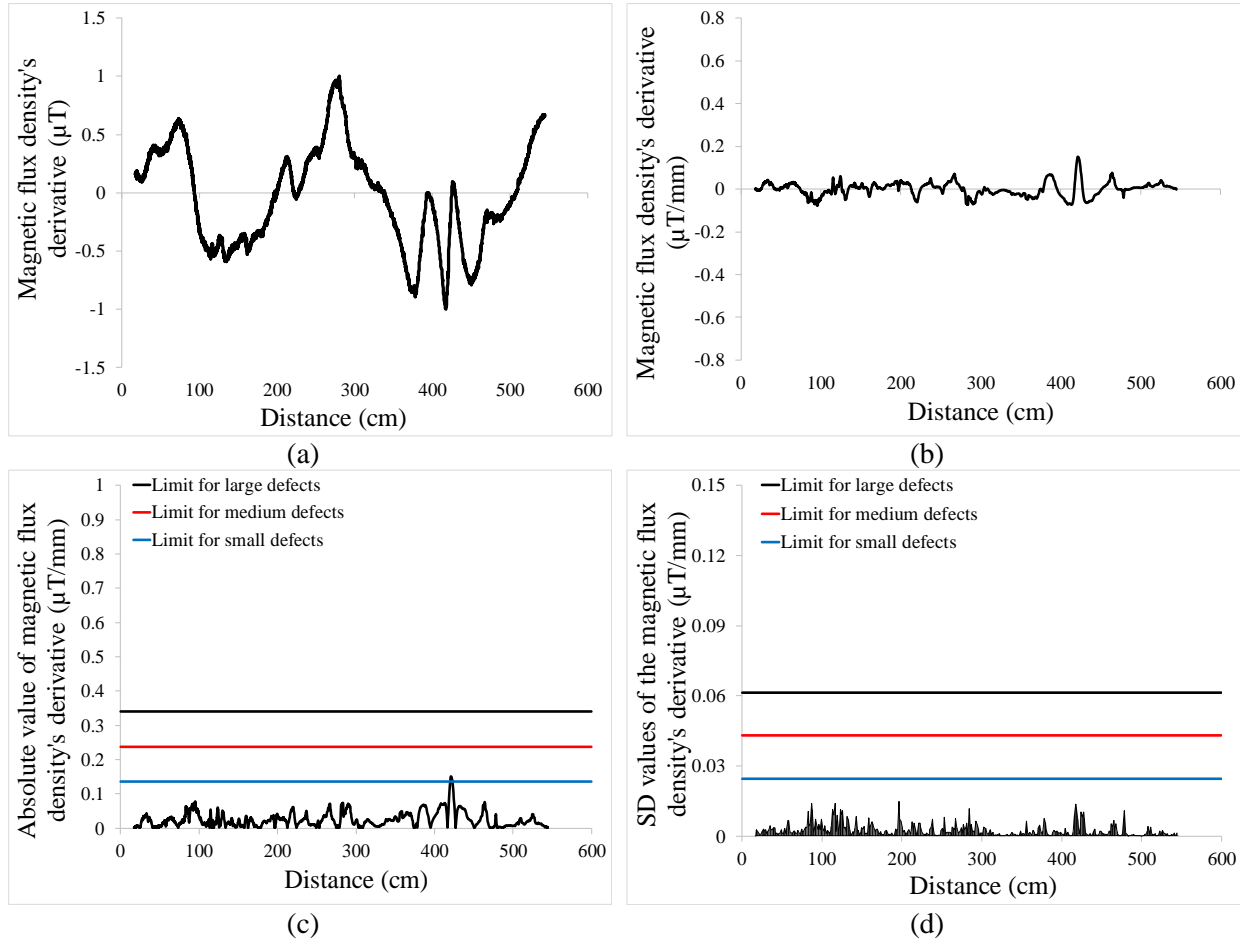 Magnetic flux density's
derivative (µT)
1.5
1
0.5
0
-0.5
-1
-1.5
0 100 200 300 400 500 600
Distance (cm)
(a)
Magnetic flux density's derivative
(µT/mm)
0.8
0.6
0.4
0.2
0
-0.2
-0.4
-0.6
-0.8
0 100 200 300 400 500 600
Distance (cm)
(b)
Absolute value of magnetic flux
density's derivative (µT/mm)
1
0.9
0.8
0.7
0.6
0.5
0.4
0.3
0.2
0.1
0
Limit for large defects
Limit for medium defects
Limit for small defects
0 100 200 300 400 500 600
Distance (cm)
(c)
SD values of the magnetic flux
density's derivative (µT/mm)
0.15
0.12
0.09
0.06
0.03
0
Limit for large defects
Limit for medium defects
Limit for small defects
0 100 200 300 400 500 600
Distance (cm)
(d)